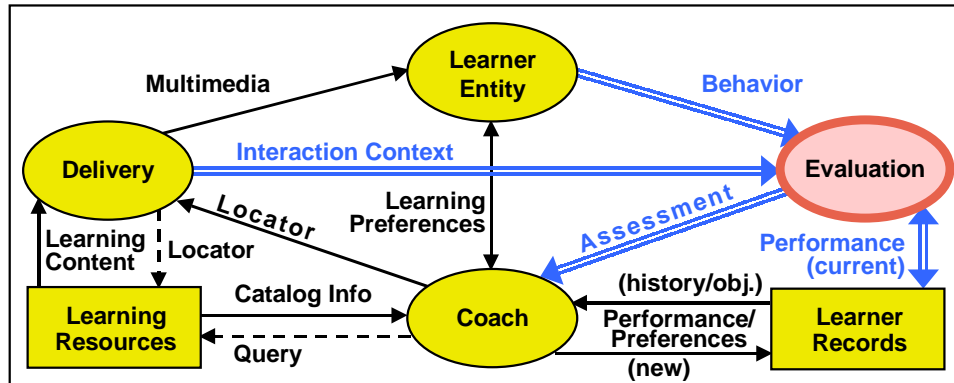 Learner
Entity
Multimedia
Behavior
Interaction Context
Delivery
Evaluation
Learning
Preferences
Locator
Assessment
Learning
Content
Locator
Performance
(current)
Catalog Info
(history/obj.)
Learning
Resources
Coach
Performance/
Preferences
Learner
Records
Query
(new)